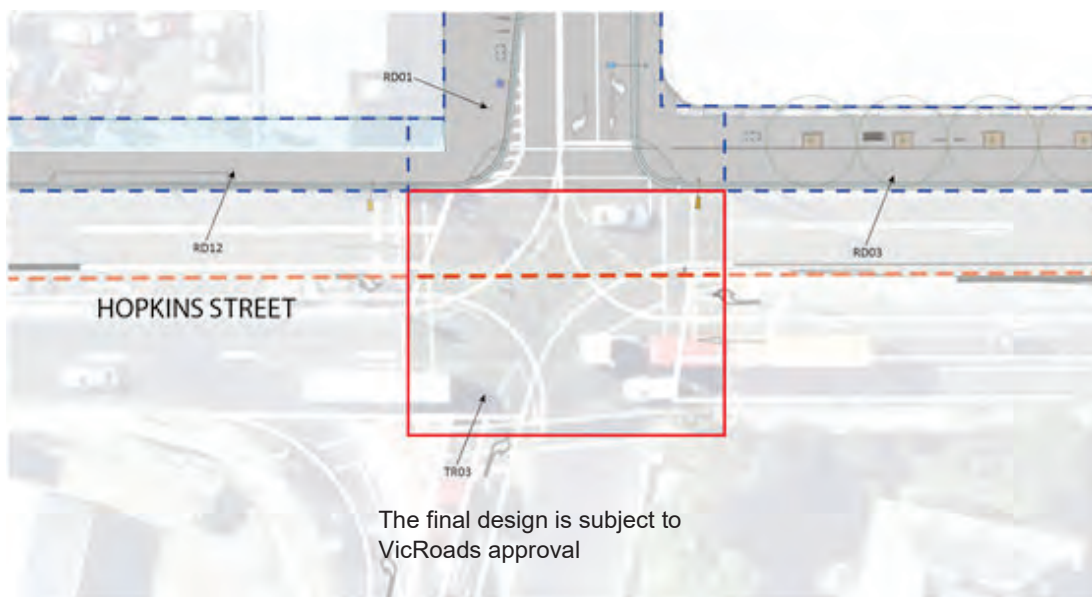 RD01
RD12
RD03
HOPKINS STREET
TR03
The final design is subject to
VicRoads approval